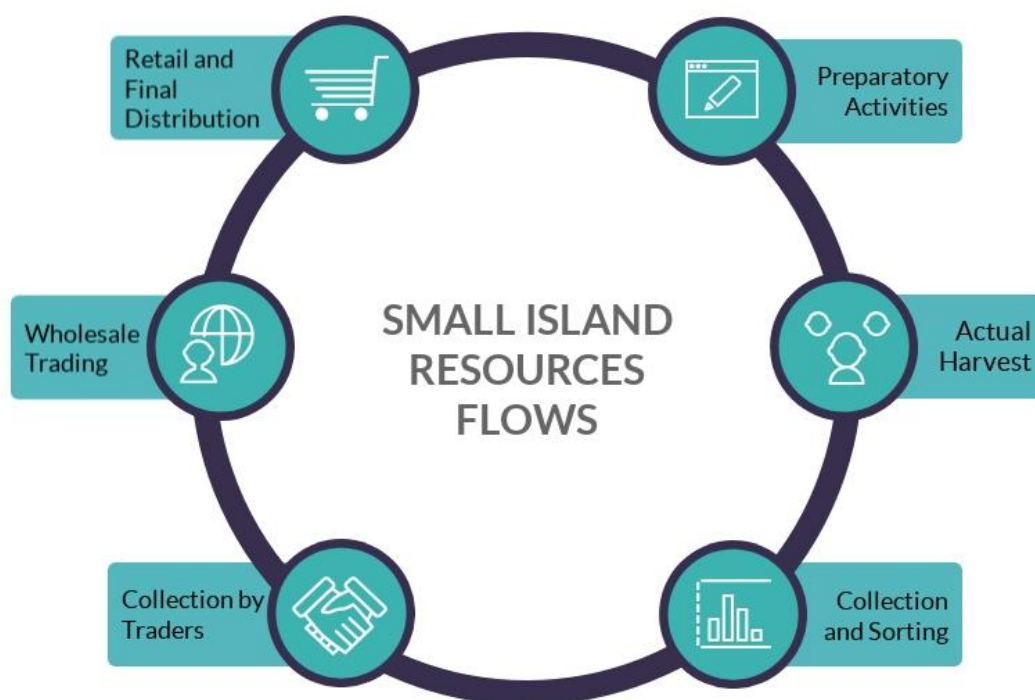 Retail and
Final
Distribution
Preparatory
Activities
Wholesale
Trading
SMALL ISLAND
RESOURCES
FLOWS
Actual
Harvest
Collection by
Traders
Collection
and Sorting